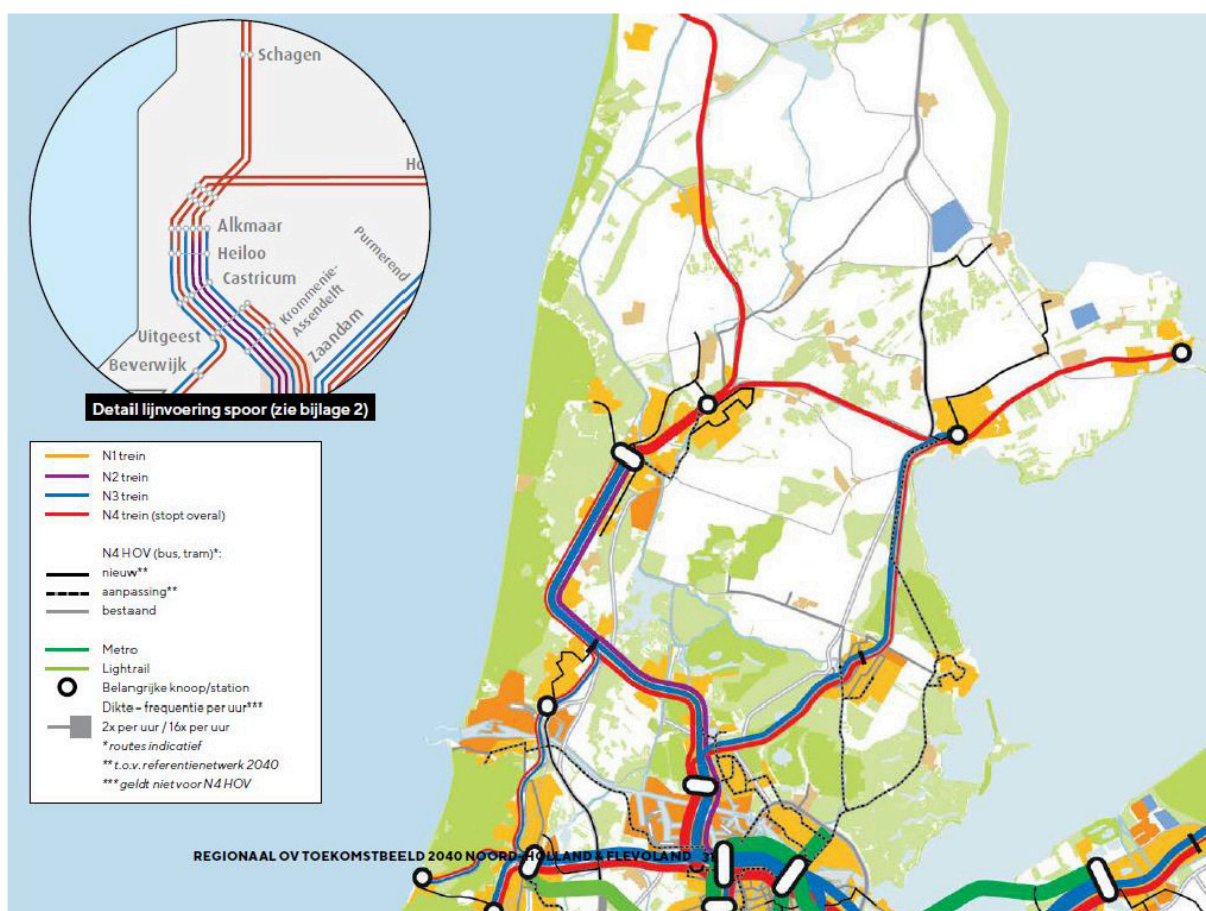 Schagen
Ho
Alkmaar
Heiloo
Castricum
Purmerend
Krommenie-
Assendelft
Zaandam
Uitgeest
Beverwijk
Detail lijnvoering spoor (zie bijlage 2)
N1 trein
N2 trein
N3 trein
N4 trein (stopt overal)
N4 HOV (bus, tram)*:
nieuw**
aanpassing**
bestaand
Metro
Lightrail
Belangrijke knoop/station
Dikte = frequentie per uur***
2x per uur / 16x per uur
*routes indicatief
**t.o.v. referentienetwerk 2040
***geldt niet voor N4 HOV
REGIONAAL OV TOEKOMSTBEELD 2040 NOORD-HOLLAND & FLEVOLAND 31